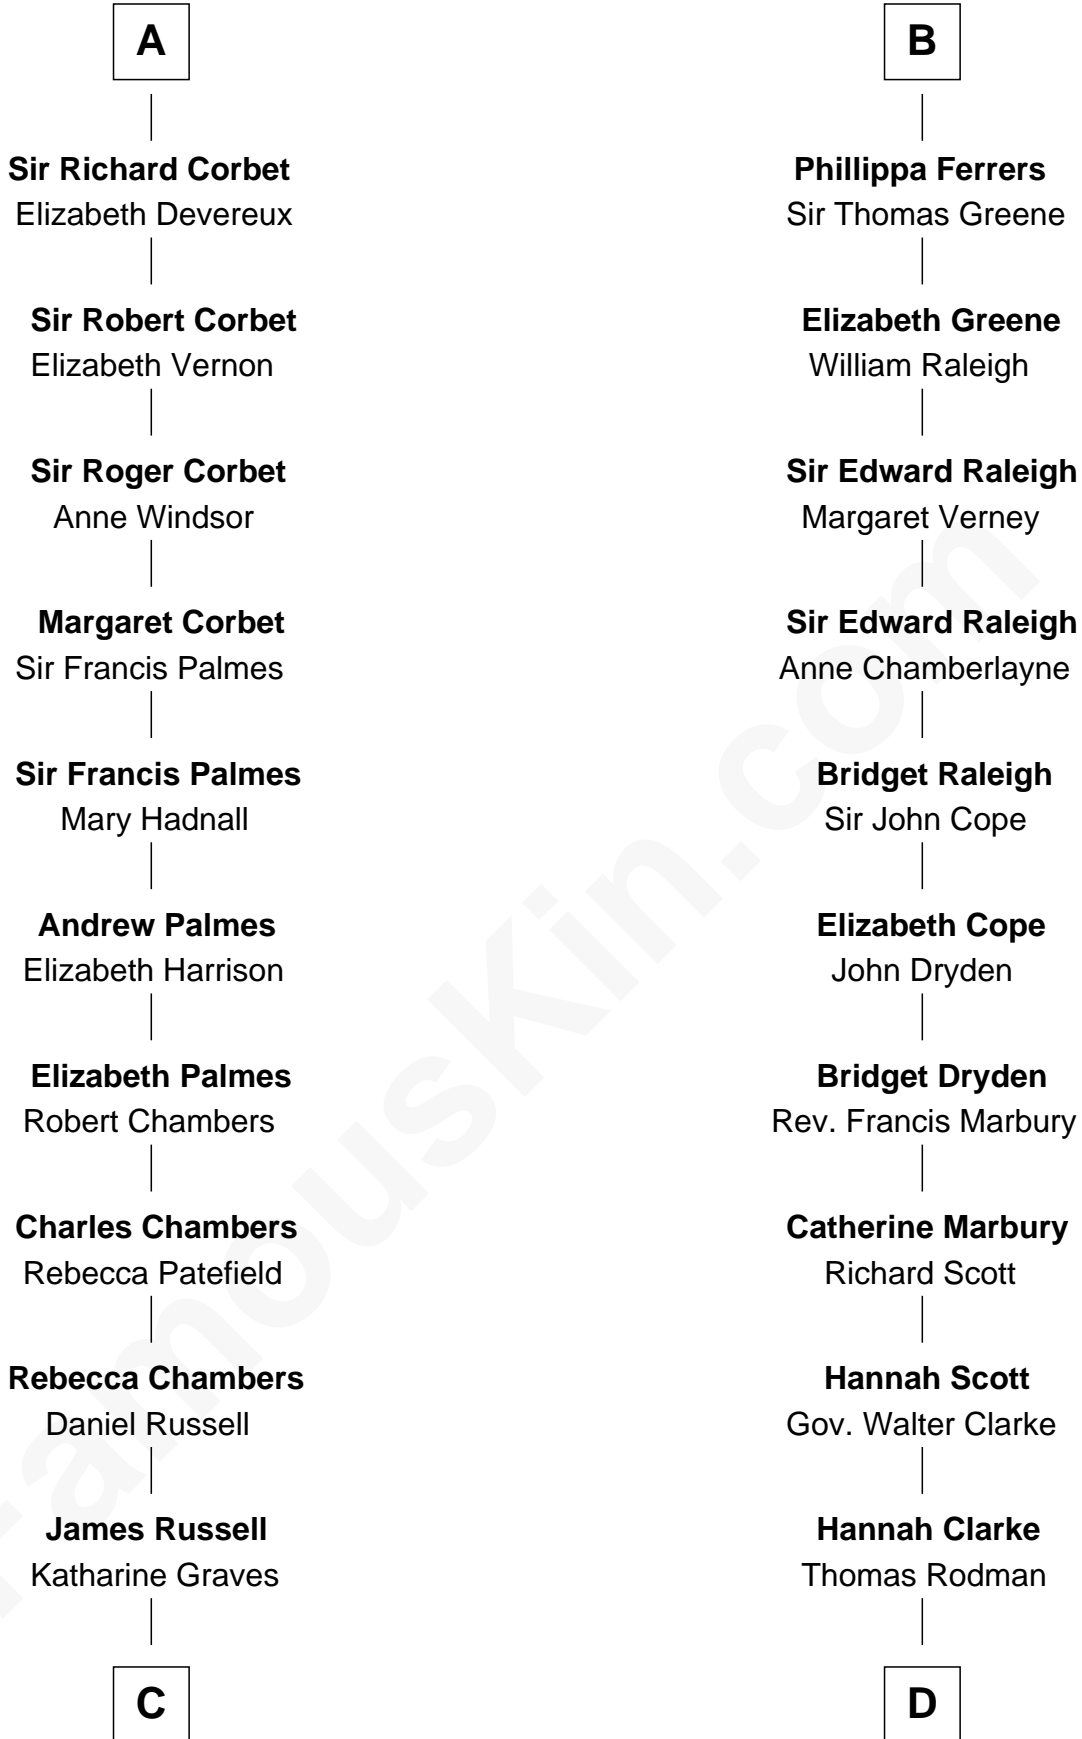 A
Sir Richard Corbet
Elizabeth Devereux
Sir Robert Corbet
Elizabeth Vernon
Sir Roger Corbet
Anne Windsor
Margaret Corbet
Sir Francis Palmes
Sir Francis Palmes
Mary Hadnall
Andrew Palmes
Elizabeth Harrison
Elizabeth Palmes
Robert Chambers
Charles Chambers
Rebecca Patefield
Rebecca Chambers
Daniel Russell
James Russell
Katharine Graves
C
B
Phillippa Ferrers
Sir Thomas Greene
Elizabeth Greene
William Raleigh
Sir Edward Raleigh
Margaret Verney
Sir Edward Raleigh
Anne Chamberlayne
Bridget Raleigh
Sir John Cope
Elizabeth Cope
John Dryden
Bridget Dryden
Rev. Francis Marbury
Catherine Marbury
Richard Scott
Hannah Scott
Gov. Walter Clarke
Hannah Clarke
Thomas Rodman
D
FamousKin.com